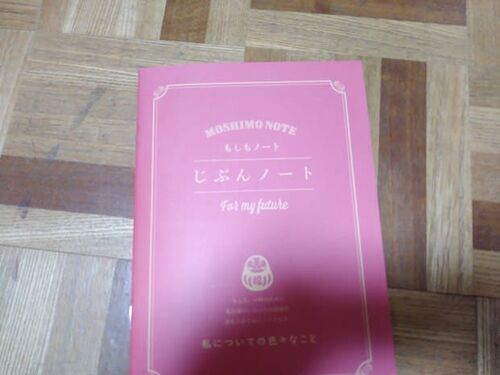 MOSHIMO NOTE
もしもノート
じぶんノート
For my future
私についての色々なこと